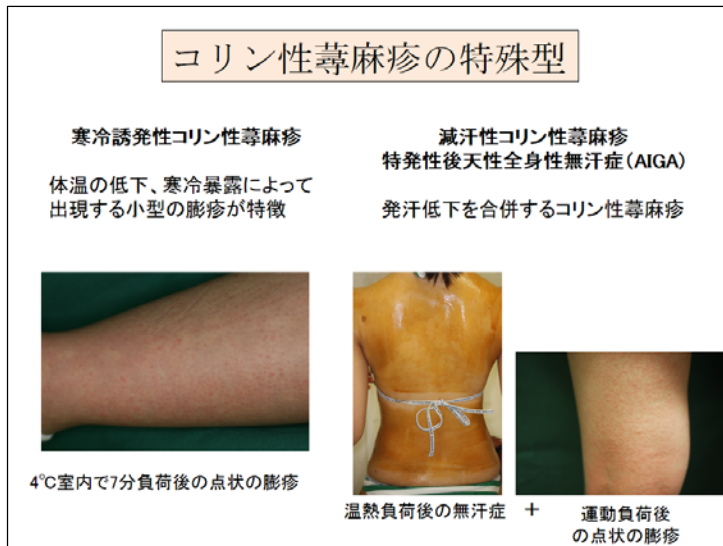 コリン性蕁麻疹の特殊型
寒冷誘発性コリン性蕁麻疹
体温の低下、寒冷暴露によって
出現する小型の膨疹が特徴
4℃室内で7分負荷後の点状の膨疹
減汗性コリン性蕁麻疹
特発性後天性全身性無汗症(AIGA)
発汗低下を合併するコリン性蕁麻疹
温熱負荷後の無汗症 +
運動負荷後
の点状の膨疹